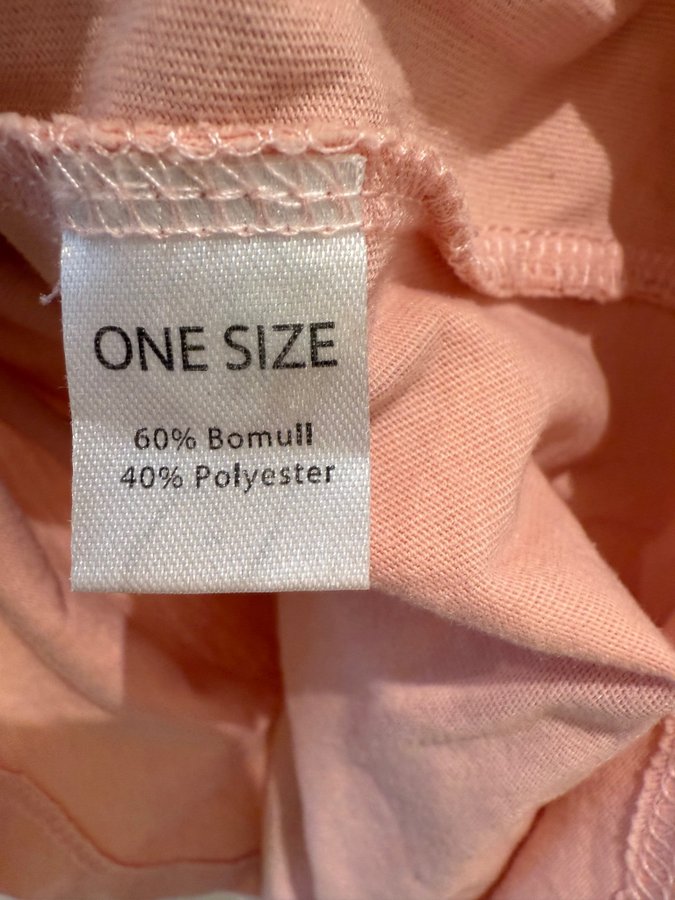 ONE SIZE
60% Bomull
40% Polyester